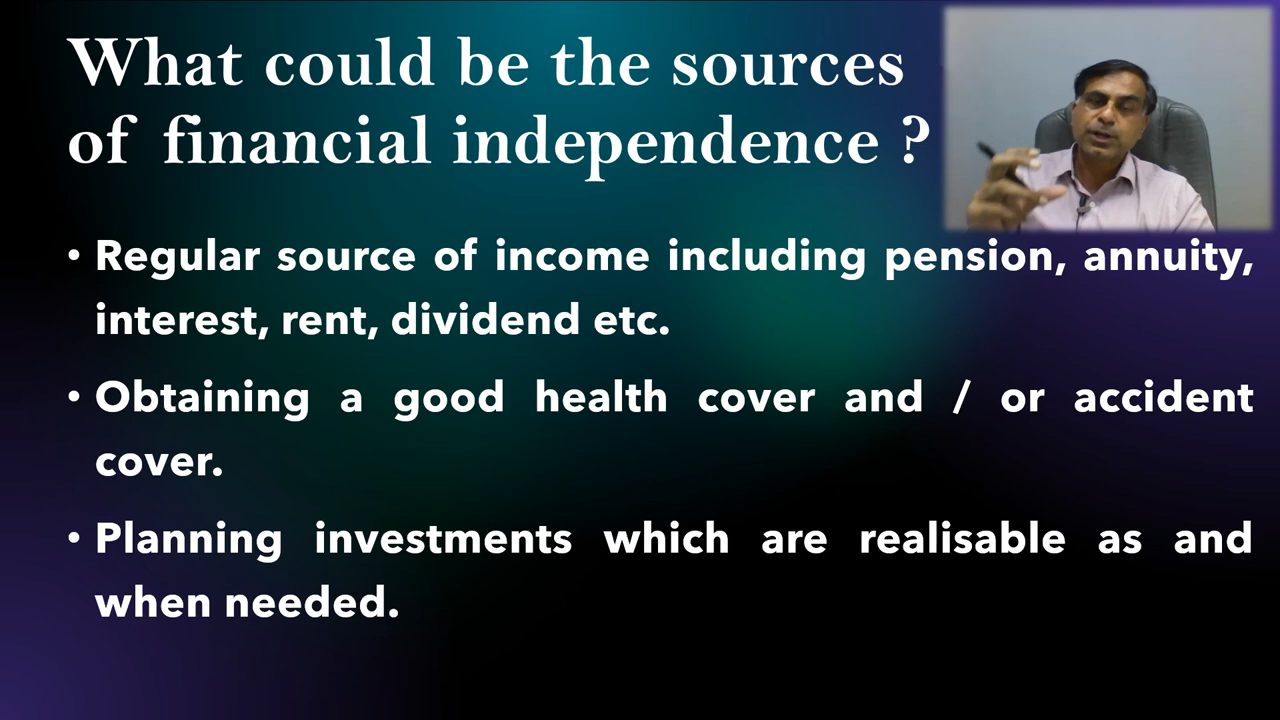 What could be the sources
of financial independence ?
• Regular source of income including pension, annuity,
interest, rent, dividend etc.
• Obtaining a good health cover and / or accident
cover.
• Planning investments which are realisable as and
when needed.